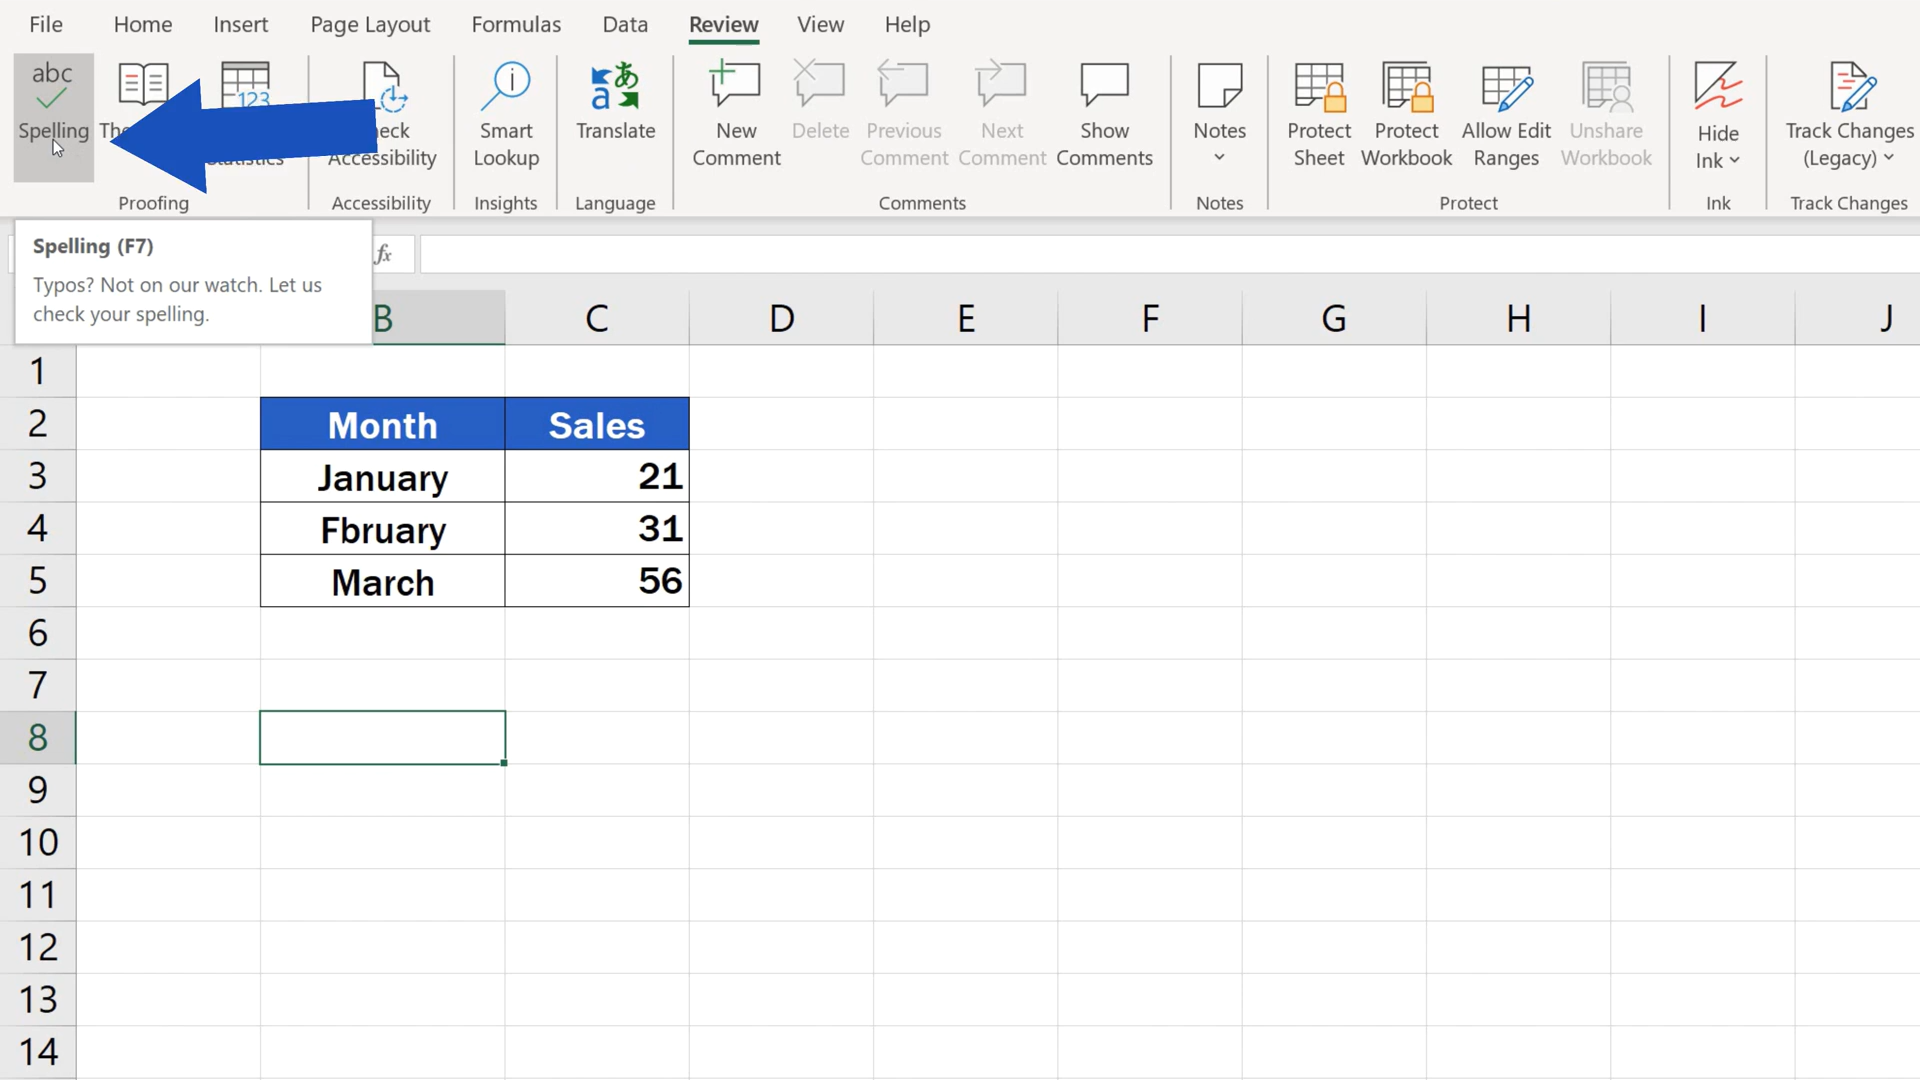 File Home Insert Page Layout Formulas Data Review View Help
abc
123
Spelling
Accessibility
Smart Lookup
Translate
New Comment
Delete
Previous Comment
Next Comment
Show Comments
Notes
Protect Sheet
Protect Workbook
Allow Edit Ranges
Unshare Workbook
Hide Ink
Track Changes (Legacy)
Proofing Accessibility Insights Language Comments Notes Protect Ink Track Changes
Spelling (F7)
Typos? Not on our watch. Let us
check your spelling.
fx
B C D E F G H I J
1
2 Month Sales
3 January 21
4 Fbruary 31
5 March 56
6
7
8
9
10
11
12
13
14